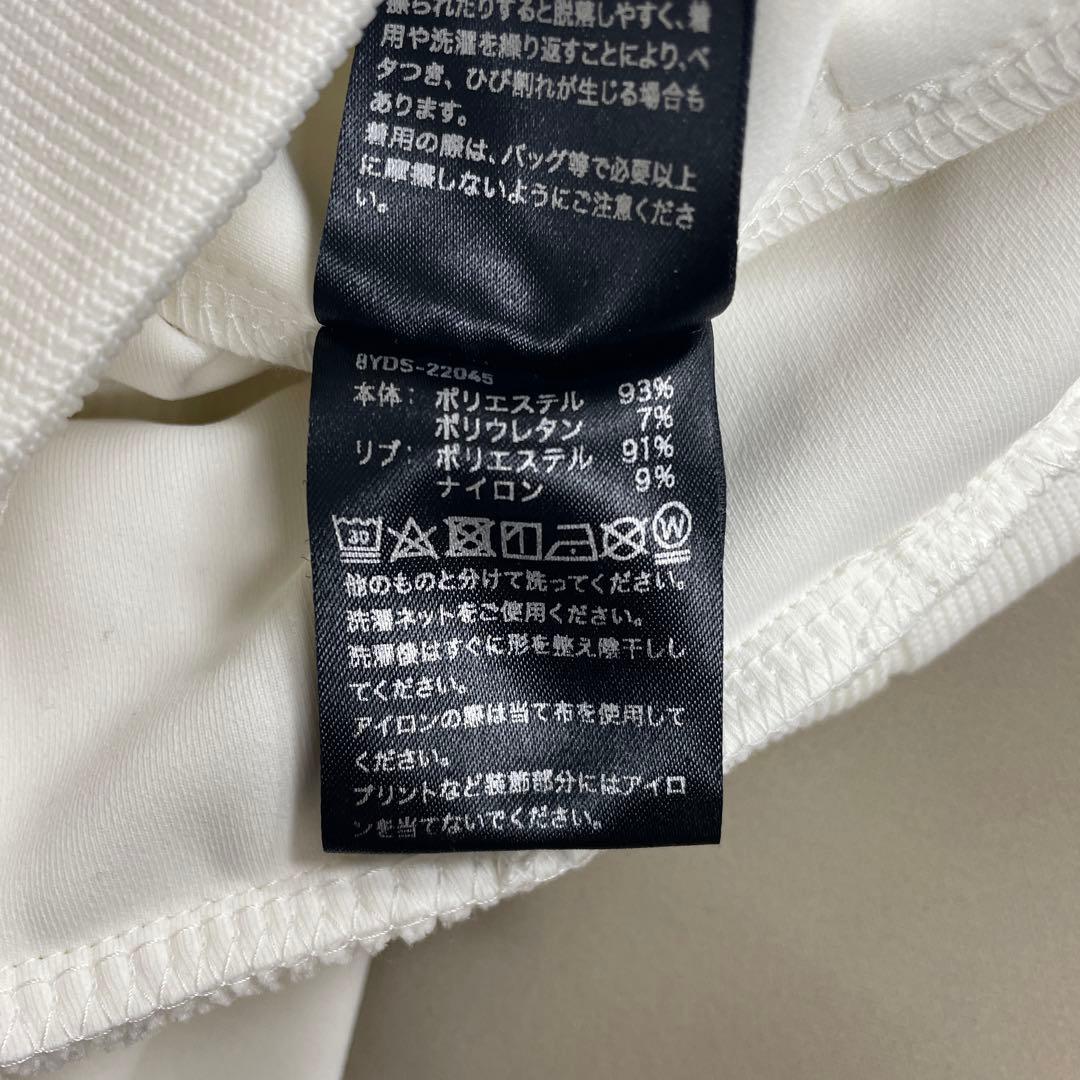 擦られたりすると脱落しやすく、着
用や洗濯を繰り返すことにより、ベ
タつき、ひび割れが生じる場合も
あります。
着用の際は、バッグ等で必要以上
に摩擦しないようにご注意くださ
い。
8YDS-22045
本体: ポリエステル 93%
ポリウレタン 7%
リブ: ポリエステル 91%
ナイロン 9%
30 W
他のものと分けて洗ってください。
洗濯ネットをご使用ください。
洗濯後はすぐに形を整え陰干しし
てください。
アイロンの際は当て布を使用して
ください。
プリントなど装飾部分にはアイロ
ンを当てないでください。